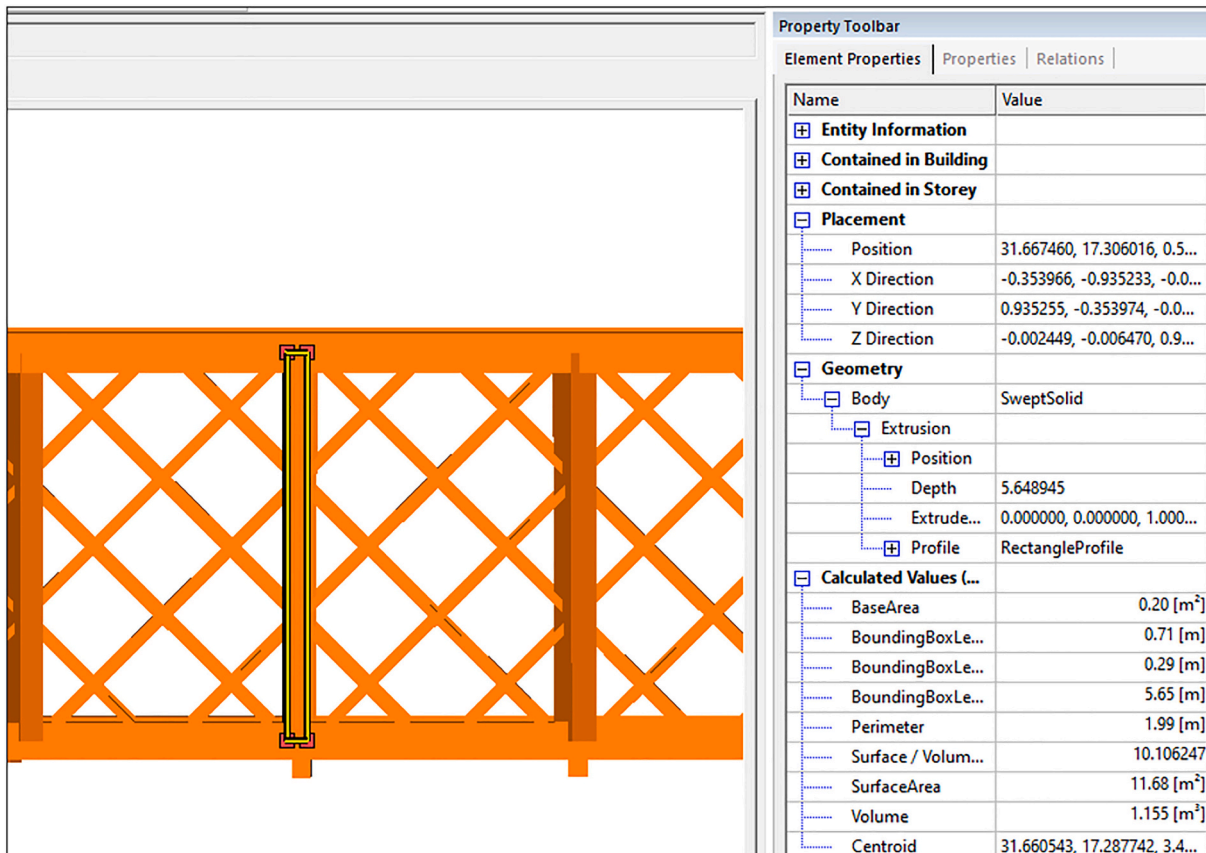 Property Toolbar
Element Properties Properties Relations
Name Value
Entity Information
Contained in Building
Contained in Storey
Placement
Position 31.667460, 17.306016, 0.5...
X Direction -0.353966, -0.935233, -0.0...
Y Direction 0.935255, -0.353974, -0.0...
Z Direction -0.002449, -0.006470, 0.9...
Geometry
Body SweptSolid
Extrusion
Position
Depth 5.648945
Extrude... 0.000000, 0.000000, 1.000...
Profile RectangleProfile
Calculated Values (...
BaseArea 0.20 [m²]
BoundingBoxLe... 0.71 [m]
BoundingBoxLe... 0.29 [m]
BoundingBoxLe... 5.65 [m]
Perimeter 1.99 [m]
Surface / Volum... 10.106247
SurfaceArea 11.68 [m²]
Volume 1.155 [m³]
Centroid 31.660543, 17.287742, 3.4...